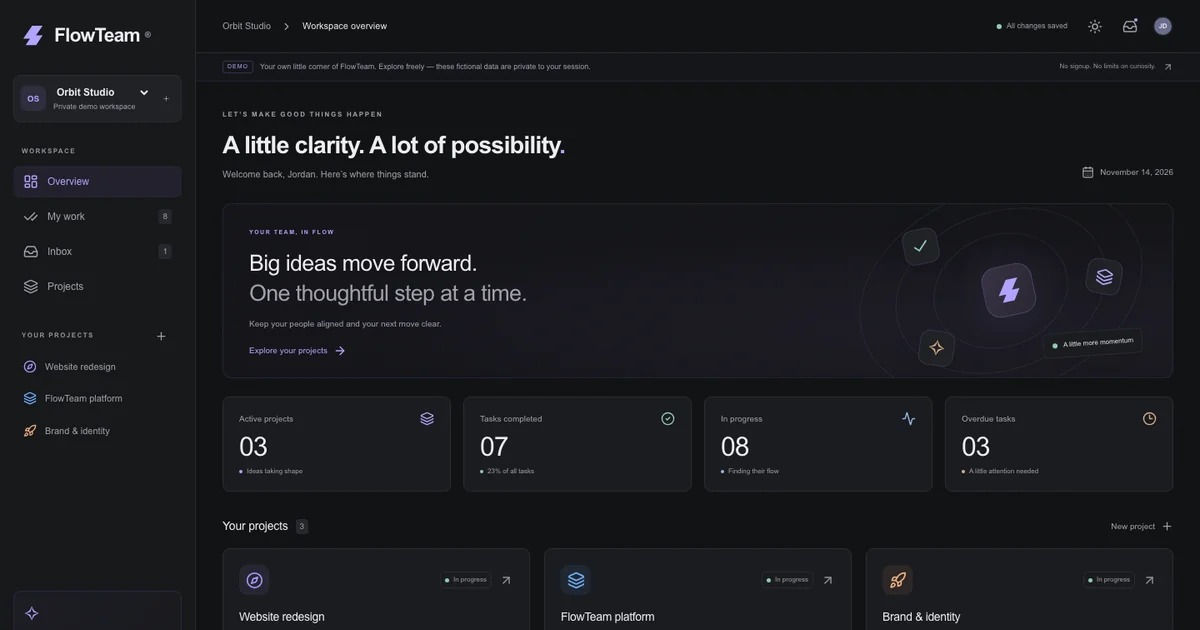 FlowTeam ®
OS
Orbit Studio
Private demo workspace
+
WORKSPACE
Overview
My work 8
Inbox 1
Projects
YOUR PROJECTS +
Website redesign
FlowTeam platform
Brand & identity
Orbit Studio > Workspace overview
All changes saved
JD
DEMO Your own little corner of FlowTeam. Explore freely — these fictional data are private to your session.
No signup. No limits on curiosity.
LET'S MAKE GOOD THINGS HAPPEN
A little clarity. A lot of possibility.
Welcome back, Jordan. Here's where things stand.
November 14, 2026
YOUR TEAM, IN FLOW
Big ideas move forward.
One thoughtful step at a time.
Keep your people aligned and your next move clear.
Explore your projects →
A little more momentum
Active projects
03
Ideas taking shape
Tasks completed
07
23% of all tasks
In progress
08
Finding their flow
Overdue tasks
03
A little attention needed
Your projects 3
New project +
In progress
Website redesign
In progress
FlowTeam platform
In progress
Brand & identity